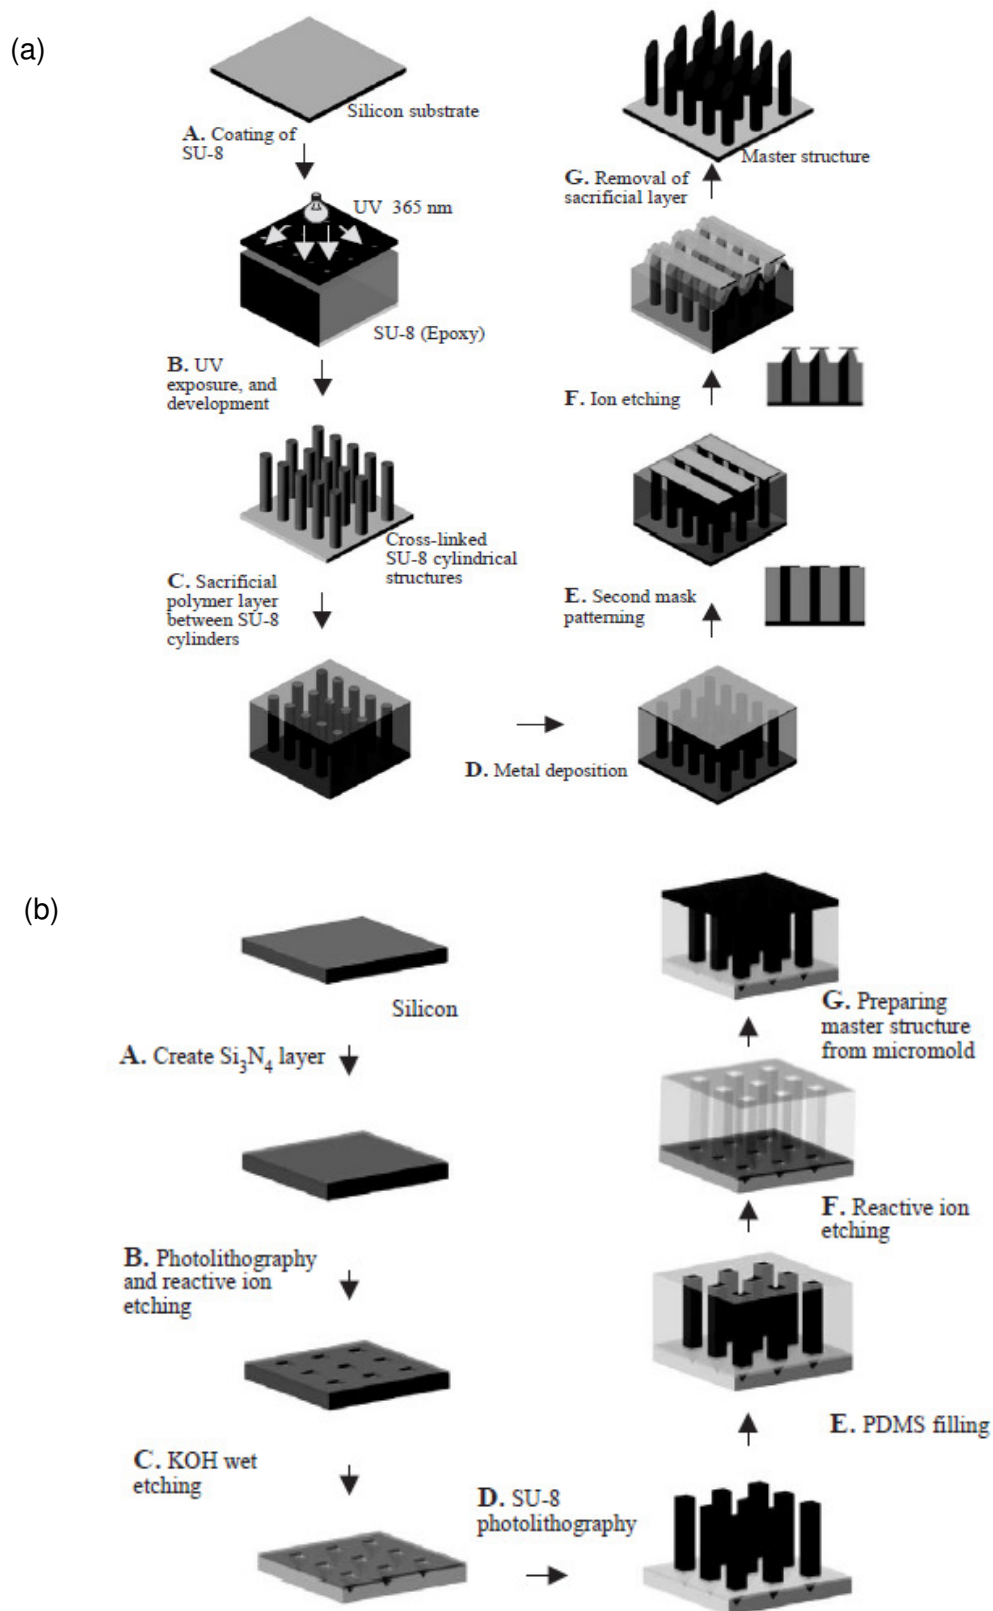 (a)
Silicon substrate
A. Coating of
SU-8
UV 365 nm
SU-8 (Epoxy)
B. UV
exposure, and
development
Cross-linked
SU-8 cylindrical
structures
C. Sacrificial
polymer layer
between SU-8
cylinders
D. Metal deposition
E. Second mask
patterning
F. Ion etching
G. Removal of
sacrificial layer
Master structure
(b)
Silicon
A. Create Si₃N₄ layer
B. Photolithography
and reactive ion
etching
C. KOH wet
etching
D. SU-8
photolithography
E. PDMS filling
F. Reactive ion
etching
G. Preparing
master structure
from micromold